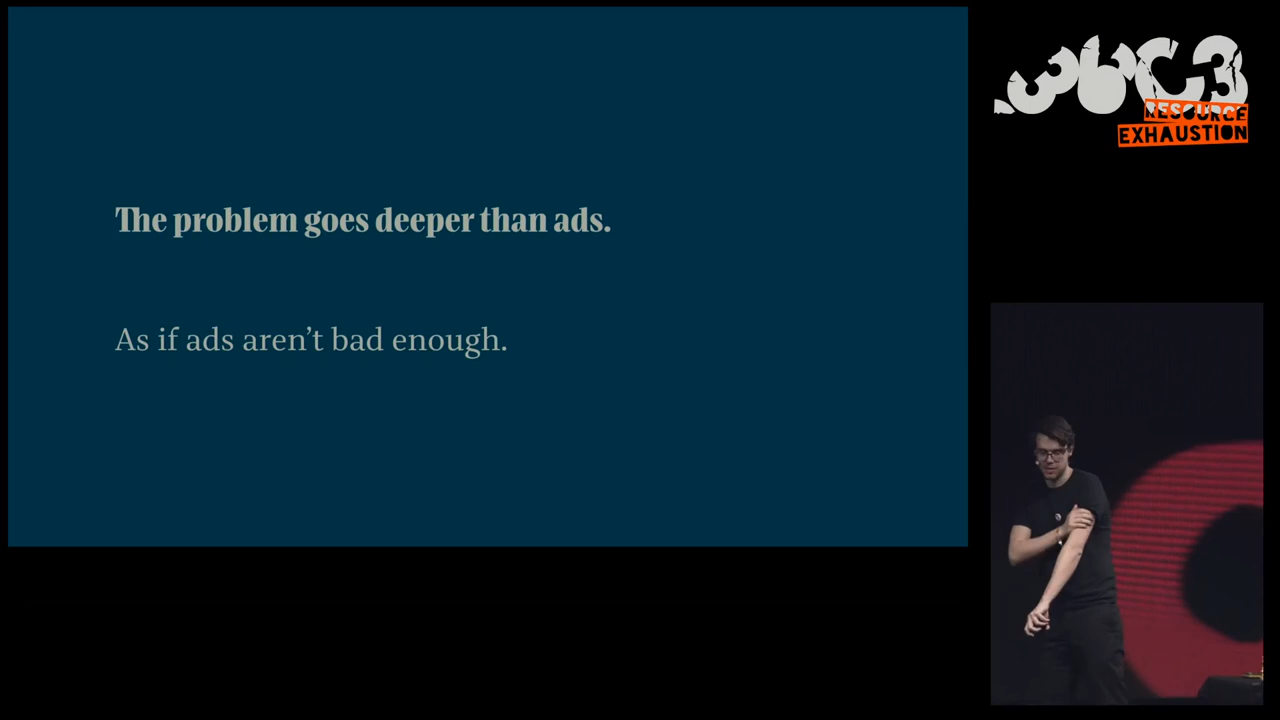 The problem goes deeper than ads.
As if ads aren't bad enough.
36C3
RESOURCE
EXHAUSTION